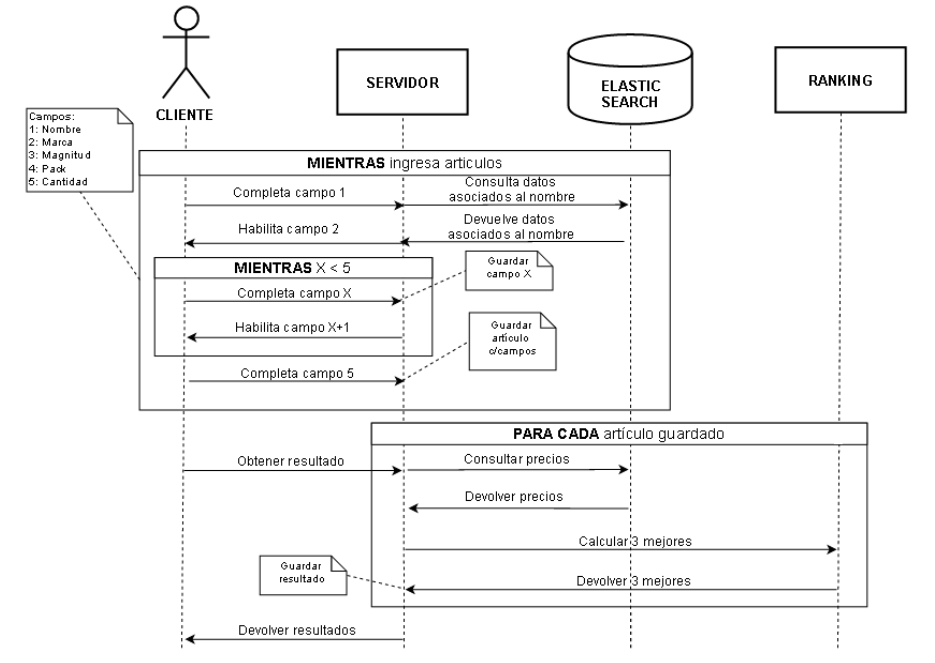 CLIENTE
SERVIDOR
ELASTIC
SEARCH
RANKING
Campos:
1: Nombre
2: Marca
3: Magnitud
4: Pack
5: Cantidad
MIENTRAS ingresa articulos
Completa campo 1
Consulta datos
asociados al nombre
Habilita campo 2
Devuelve datos
asociados al nombre
MIENTRAS X < 5
Guardar
campo X
Completa campo X
Habilita campo X+1
Guardar
artículo
c/campos
Completa campo 5
PARA CADA artículo guardado
Obtener resultado
Consultar precios
Devolver precios
Calcular 3 mejores
Guardar
resultado
Devolver 3 mejores
Devolver resultados